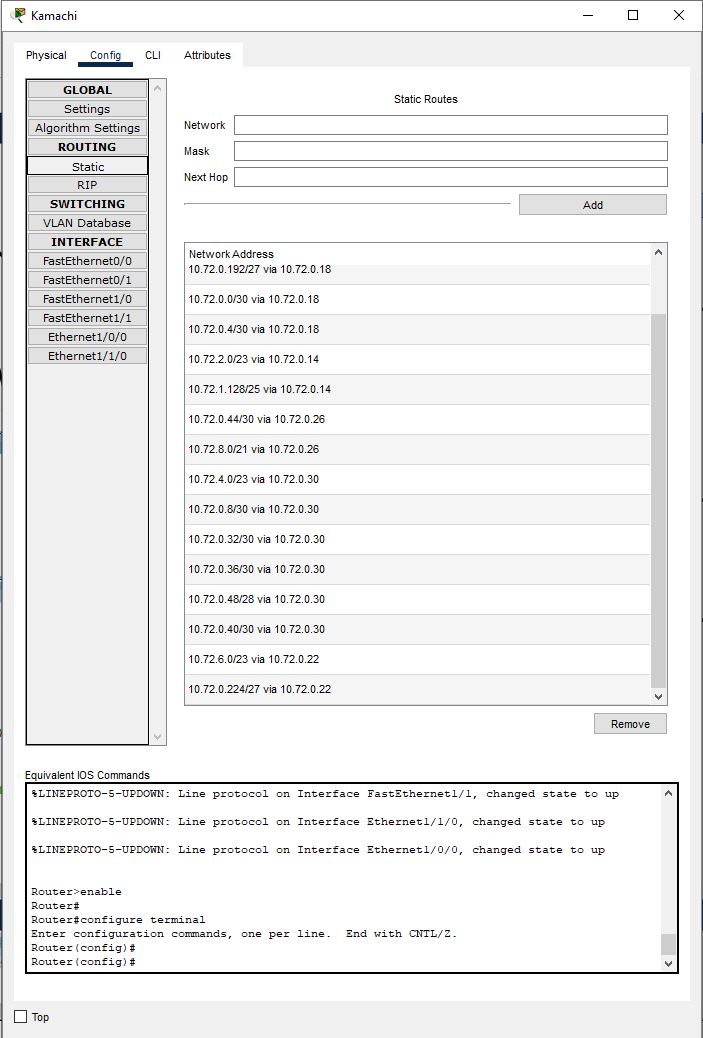 Kamachi
Physical Config CLI Attributes
GLOBAL
Settings
Algorithm Settings
ROUTING
Static
RIP
SWITCHING
VLAN Database
INTERFACE
FastEthernet0/0
FastEthernet0/1
FastEthernet1/0
FastEthernet1/1
Ethernet1/0/0
Ethernet1/1/0
Static Routes
Network
Mask
Next Hop
Add
Network Address
10.72.0.192/27 via 10.72.0.18
10.72.0.0/30 via 10.72.0.18
10.72.0.4/30 via 10.72.0.18
10.72.2.0/23 via 10.72.0.14
10.72.1.128/25 via 10.72.0.14
10.72.0.44/30 via 10.72.0.26
10.72.8.0/21 via 10.72.0.26
10.72.4.0/23 via 10.72.0.30
10.72.0.8/30 via 10.72.0.30
10.72.0.32/30 via 10.72.0.30
10.72.0.36/30 via 10.72.0.30
10.72.0.48/28 via 10.72.0.30
10.72.0.40/30 via 10.72.0.30
10.72.6.0/23 via 10.72.0.22
10.72.0.224/27 via 10.72.0.22
Remove
Equivalent IOS Commands
%LINEPROTO-5-UPDOWN: Line protocol on Interface FastEthernet1/1, changed state to up
%LINEPROTO-5-UPDOWN: Line protocol on Interface Ethernet1/1/0, changed state to up
%LINEPROTO-5-UPDOWN: Line protocol on Interface Ethernet1/0/0, changed state to up
Router>enable
Router#
Router#configure terminal
Enter configuration commands, one per line.  End with CNTL/Z.
Router(config)#
Router(config)#
Top